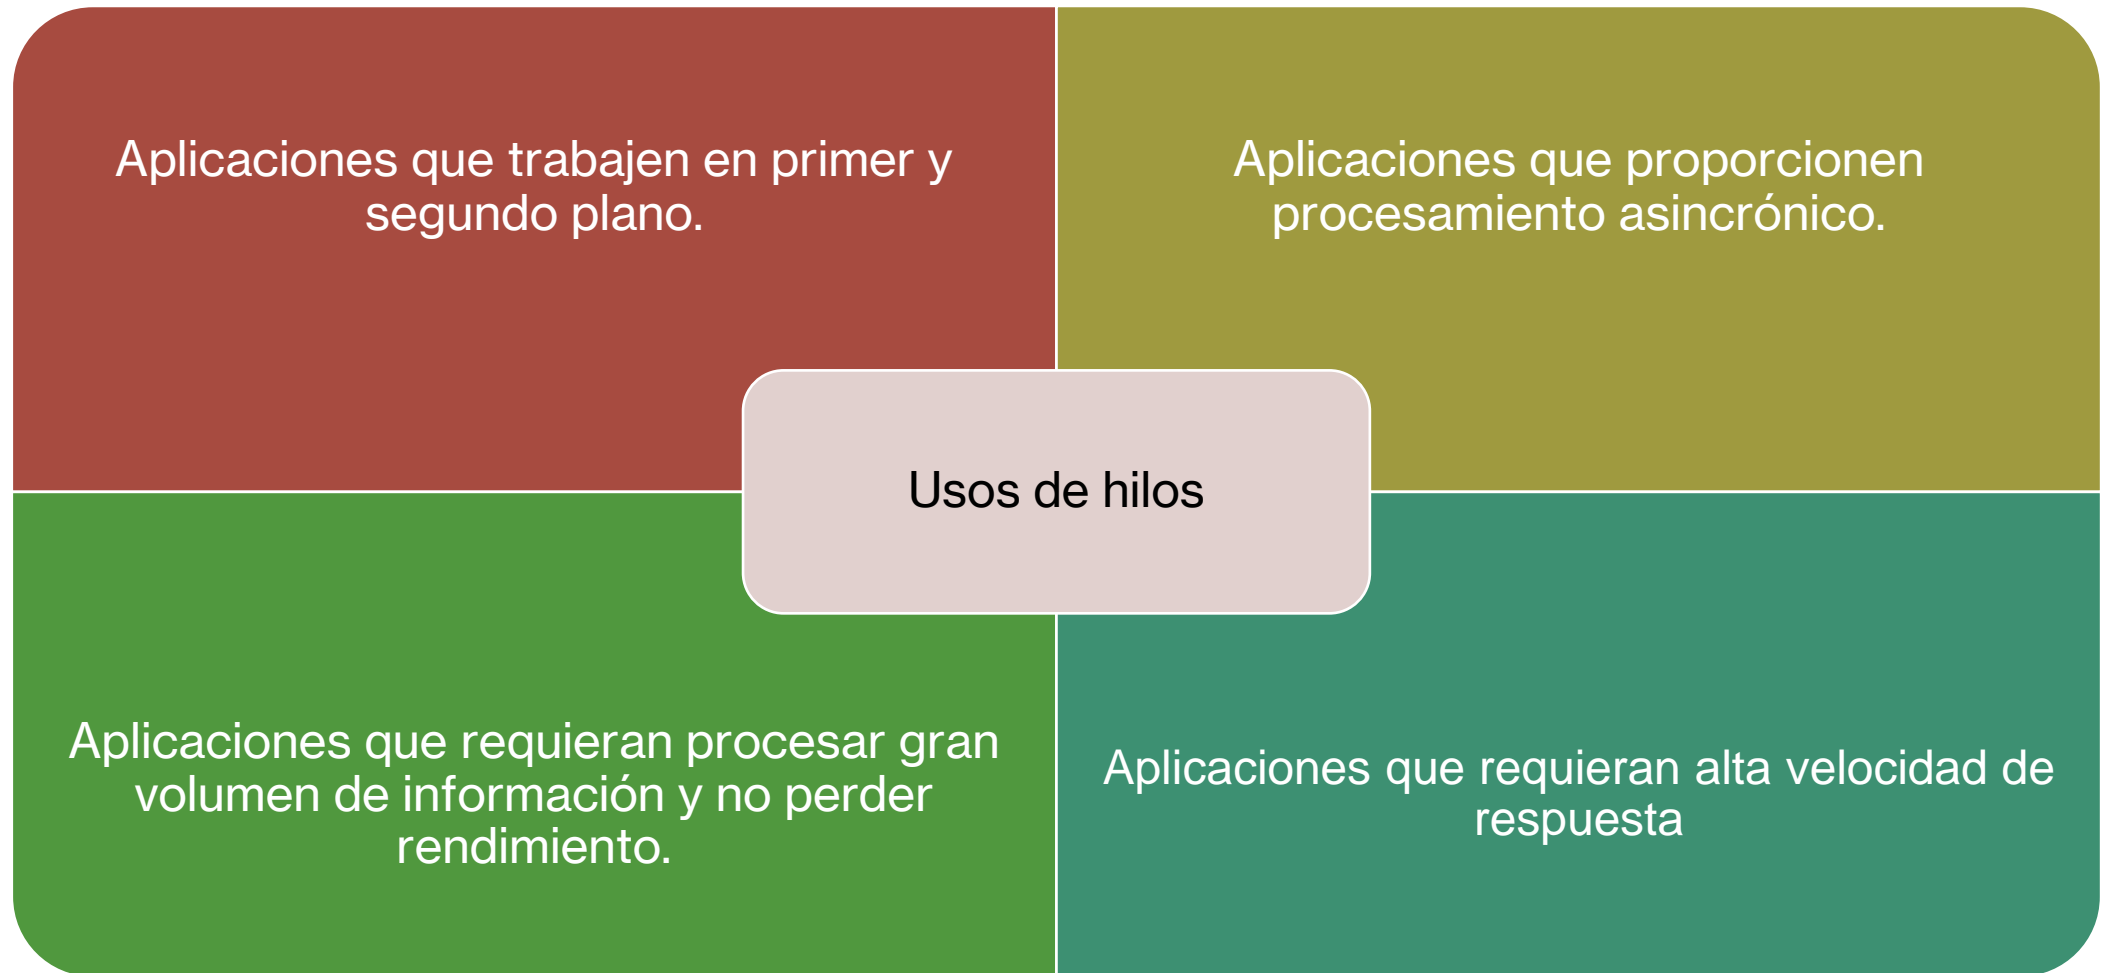 Aplicaciones que trabajen en primer y
segundo plano.
Aplicaciones que proporcionen
procesamiento asincrónico.
Usos de hilos
Aplicaciones que requieran procesar gran
volumen de información y no perder
rendimiento.
Aplicaciones que requieran alta velocidad de
respuesta